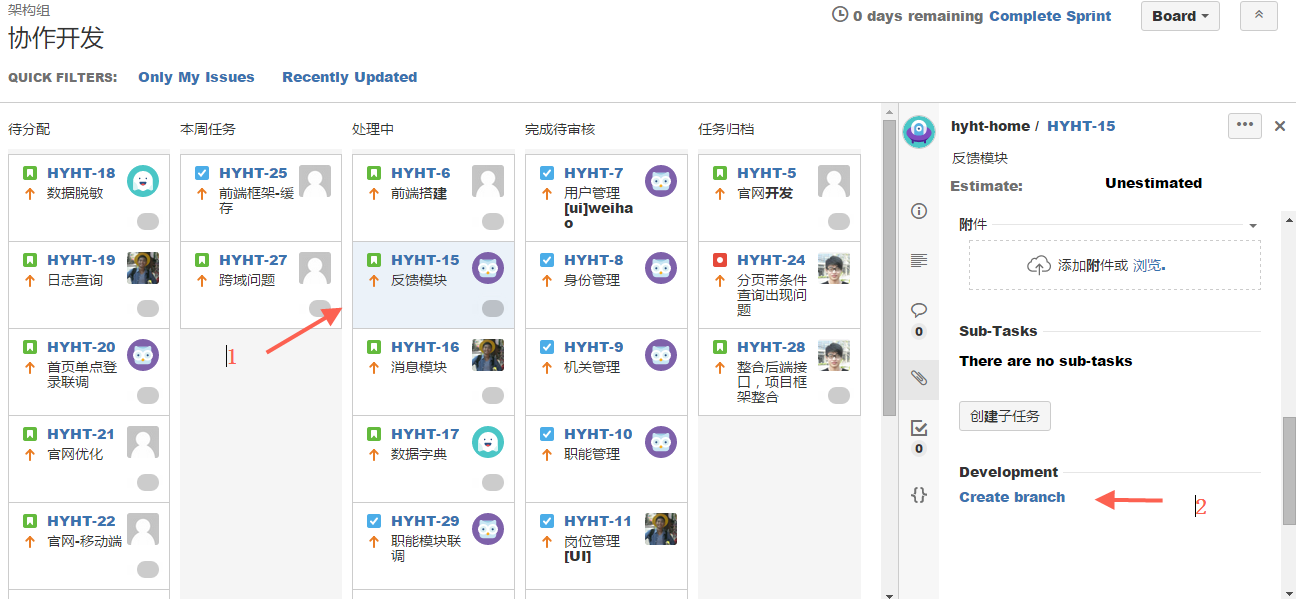 架构组
协作开发
0 days remaining Complete Sprint
Board
QUICK FILTERS: Only My Issues Recently Updated
待分配
HYHT-18
数据脱敏
HYHT-19
日志查询
HYHT-20
首页单点登
录联调
HYHT-21
官网优化
HYHT-22
官网-移动端
本周任务
HYHT-25
前端框架-缓
存
HYHT-27
跨域问题
1
处理中
HYHT-6
前端搭建
HYHT-15
反馈模块
HYHT-16
消息模块
HYHT-17
数据字典
HYHT-29
职能模块联
调
完成待审核
HYHT-7
用户管理
[ui]weiha
o
HYHT-8
身份管理
HYHT-9
机关管理
HYHT-10
职能管理
HYHT-11
岗位管理
[UI]
任务归档
HYHT-5
官网开发
HYHT-24
分页带条件
查询出现问
题
HYHT-28
整合后端接
口，项目框
架整合
0
0
{}
hyht-home / HYHT-15
反馈模块
Estimate: Unestimated
附件
添加附件或 浏览.
Sub-Tasks
There are no sub-tasks
创建子任务
Development
Create branch
2